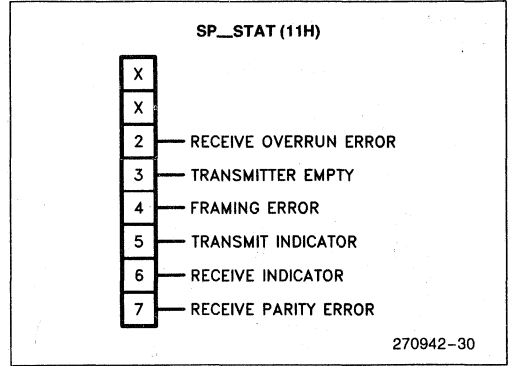 SP__STAT (11H)
X
X
2 RECEIVE OVERRUN ERROR
3 TRANSMITTER EMPTY
4 FRAMING ERROR
5 TRANSMIT INDICATOR
6 RECEIVE INDICATOR
7 RECEIVE PARITY ERROR
270942-30